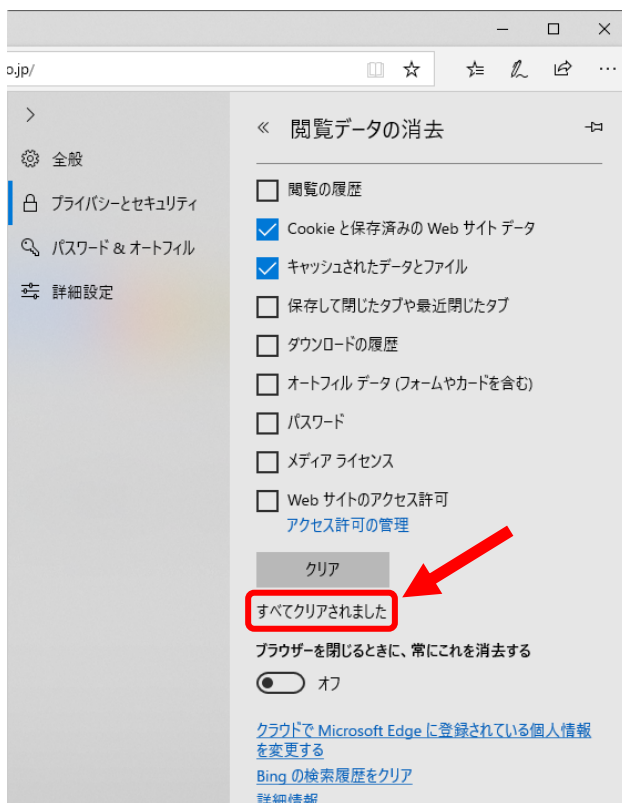 o.jp/
閲覧データの消去
全般
プライバシーとセキュリティ
パスワード & オートフィル
詳細設定
閲覧の履歴
Cookie と保存済みの Web サイト データ
キャッシュされたデータとファイル
保存して閉じたタブや最近閉じたタブ
ダウンロードの履歴
オートフィル データ (フォームやカードを含む)
パスワード
メディア ライセンス
Web サイトのアクセス許可
アクセス許可の管理
クリア
すべてクリアされました
ブラウザーを閉じるときに、常にこれを消去する
オフ
クラウドで Microsoft Edge に登録されている個人情報
を変更する
Bing の検索履歴をクリア
詳細情報